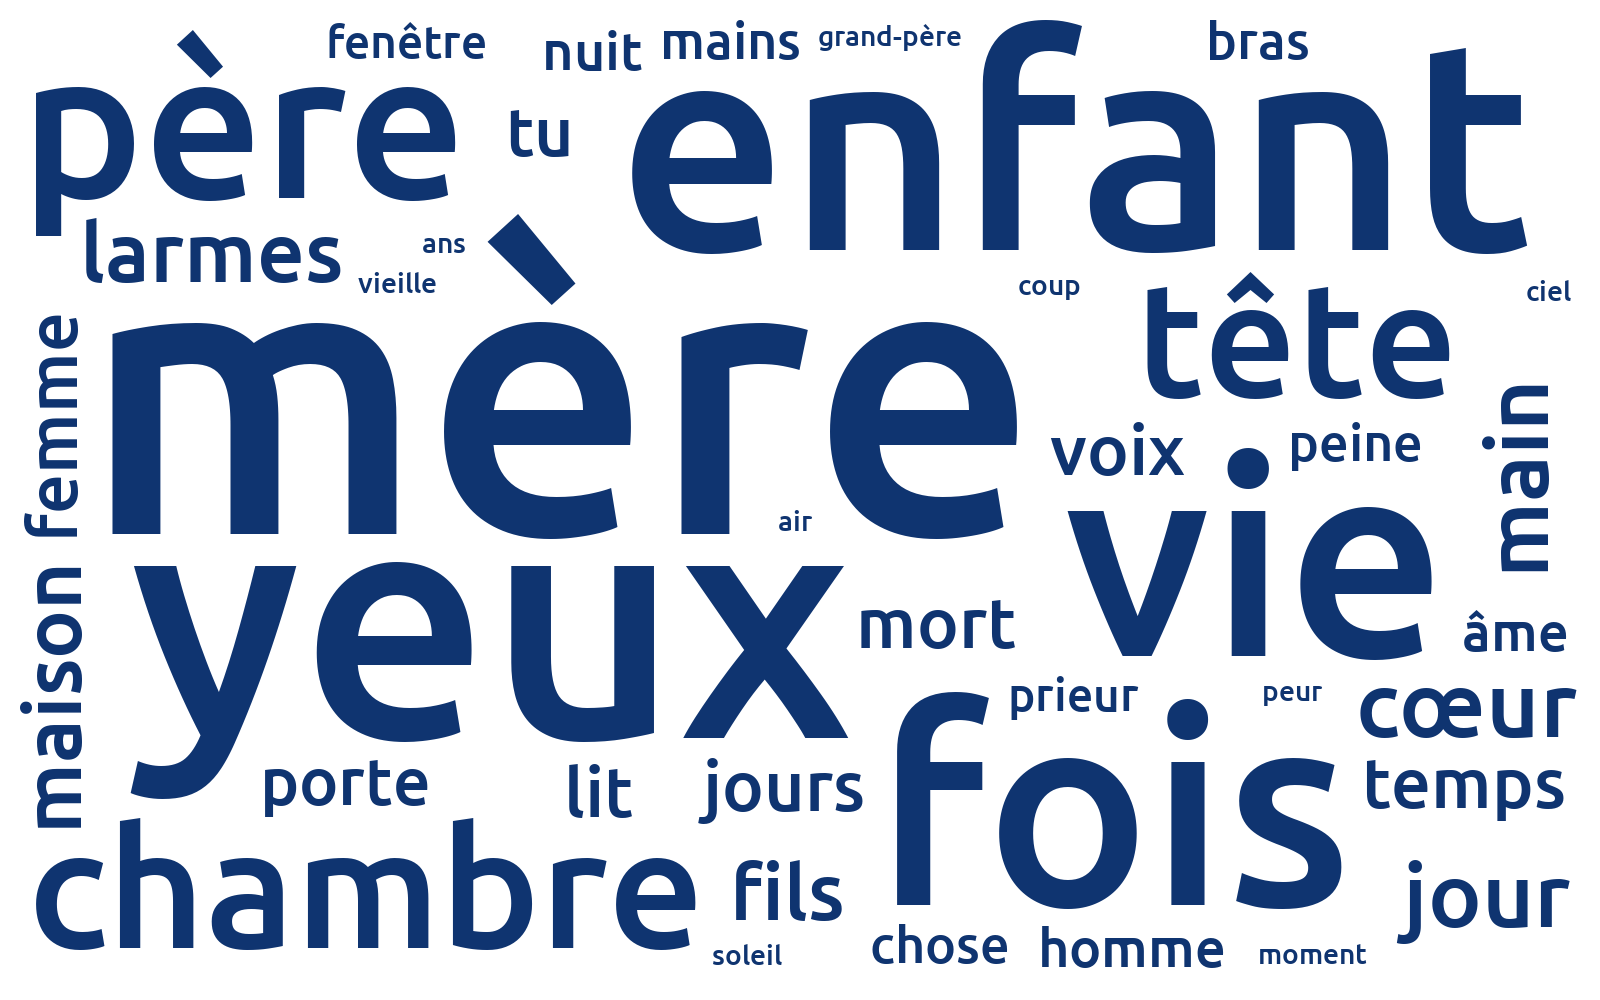 fenêtre
nuit
mains
grand-père
bras
père
tu
enfant
larmes
ans
vieille
coup
tête
ciel
femme
mère
main
voix
peine
air
vie
maison
yeux
mort
âme
prieur
peur
cœur
porte
lit
jours
fois
temps
chambre
fils
jour
soleil
chose
homme
moment